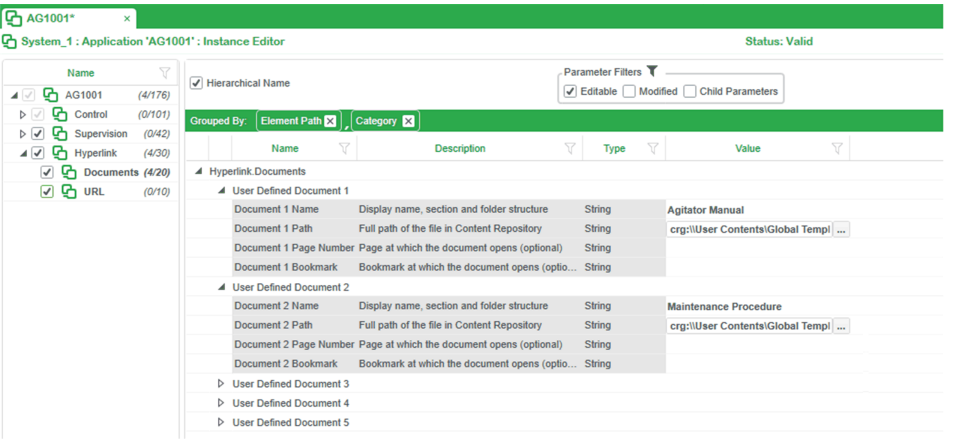 AG1001* ×
System_1 : Application 'AG1001' : Instance Editor Status: Valid
Name
AG1001 (4/176)
Control (0/101)
Supervision (0/42)
Hyperlink (4/30)
Documents (4/20)
URL (0/10)
Hierarchical Name
Parameter Filters
Editable Modified Child Parameters
Grouped By: Element Path , Category
Name Description Type Value
Hyperlink.Documents
User Defined Document 1
Document 1 Name Display name, section and folder structure String Agitator Manual
Document 1 Path Full path of the file in Content Repository String crg:\\User Contents\Global Templ ...
Document 1 Page Number Page at which the document opens (optional) String
Document 1 Bookmark Bookmark at which the document opens (optio... String
User Defined Document 2
Document 2 Name Display name, section and folder structure String Maintenance Procedure
Document 2 Path Full path of the file in Content Repository String crg:\\User Contents\Global Templ ...
Document 2 Page Number Page at which the document opens (optional) String
Document 2 Bookmark Bookmark at which the document opens (optio... String
User Defined Document 3
User Defined Document 4
User Defined Document 5